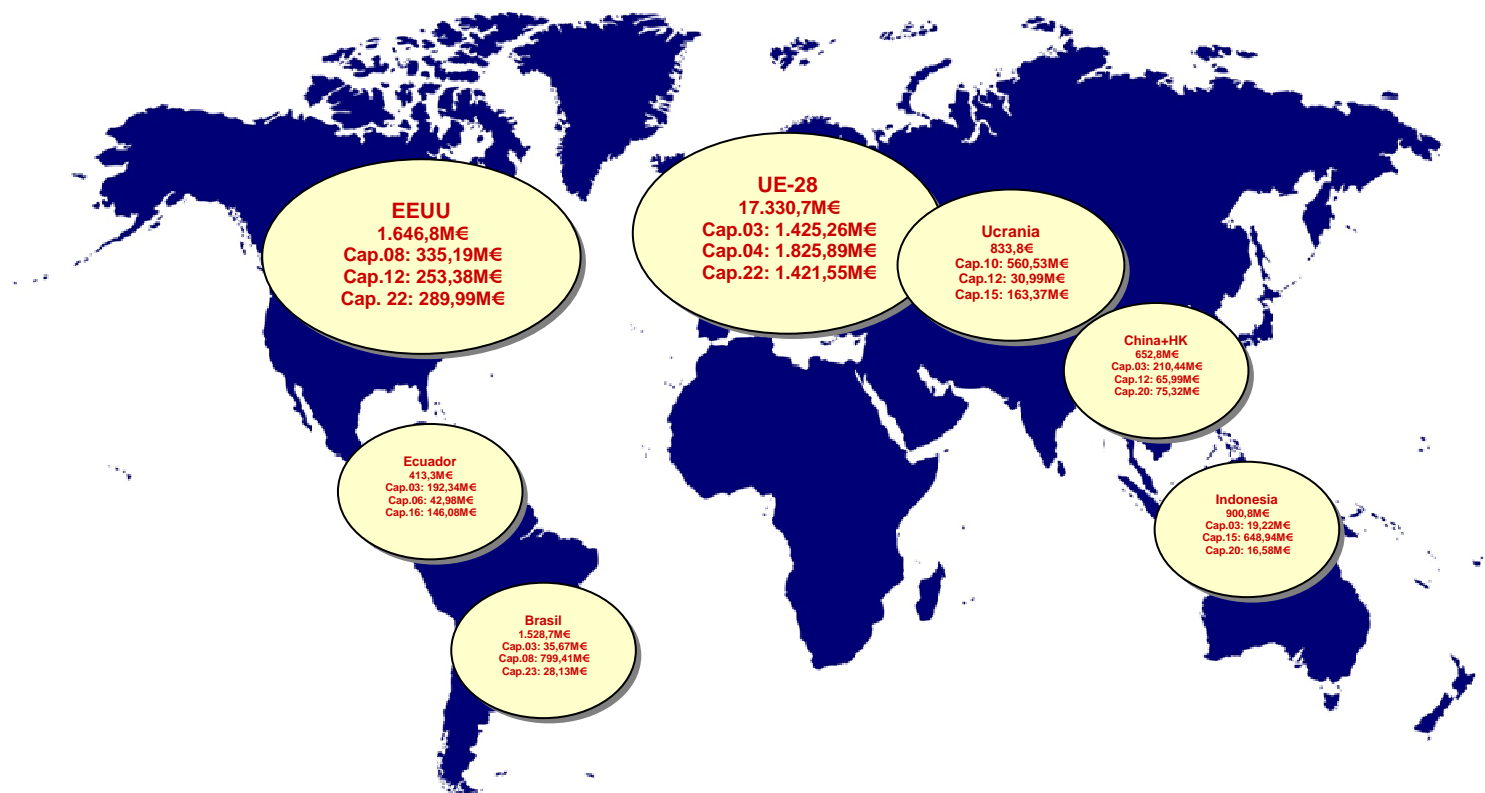 EEUU
1.646,8M€
Cap.08: 335,19M€
Cap.12: 253,38M€
Cap. 22: 289,99M€
UE-28
17.330,7M€
Cap.03: 1.425,26M€
Cap.04: 1.825,89M€
Cap.22: 1.421,55M€
Ucrania
833,8€
Cap.10: 560,53M€
Cap.12: 30,99M€
Cap.15: 163,37M€
China+HK
652,8M€
Cap.03: 210,44M€
Cap.12: 65,99M€
Cap.20: 75,32M€
Ecuador
413,3M€
Cap.03: 192,34M€
Cap.06: 42,98M€
Cap.16: 146,08M€
Indonesia
900,8M€
Cap.03: 19,22M€
Cap.15: 648,94M€
Cap.20: 16,58M€
Brasil
1.528,7M€
Cap.03: 35,67M€
Cap.08: 799,41M€
Cap.23: 28,13M€